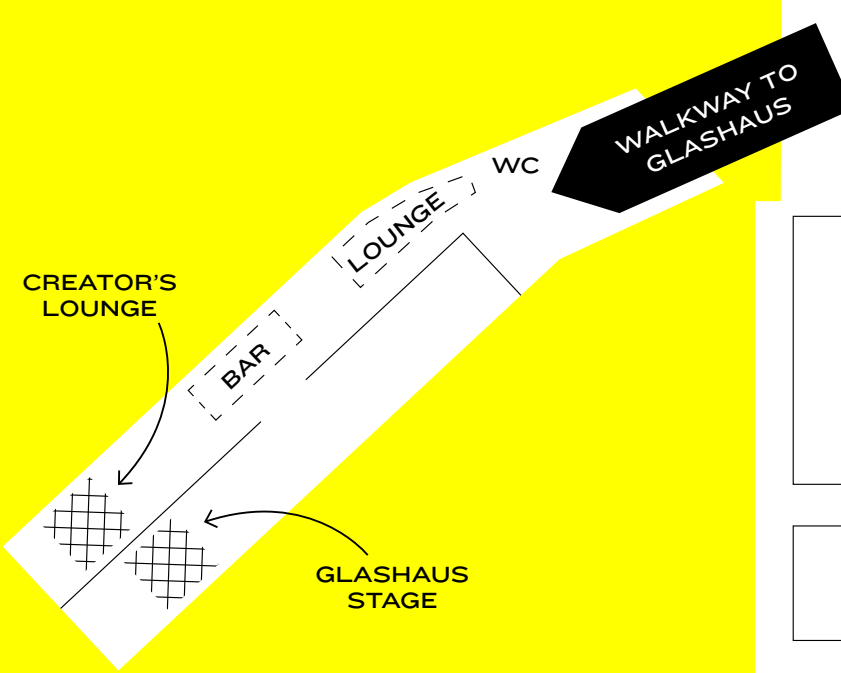 WALKWAY TO
GLASHAUS
WC
LOUNGE
CREATOR’S
LOUNGE
BAR
GLASHAUS
STAGE